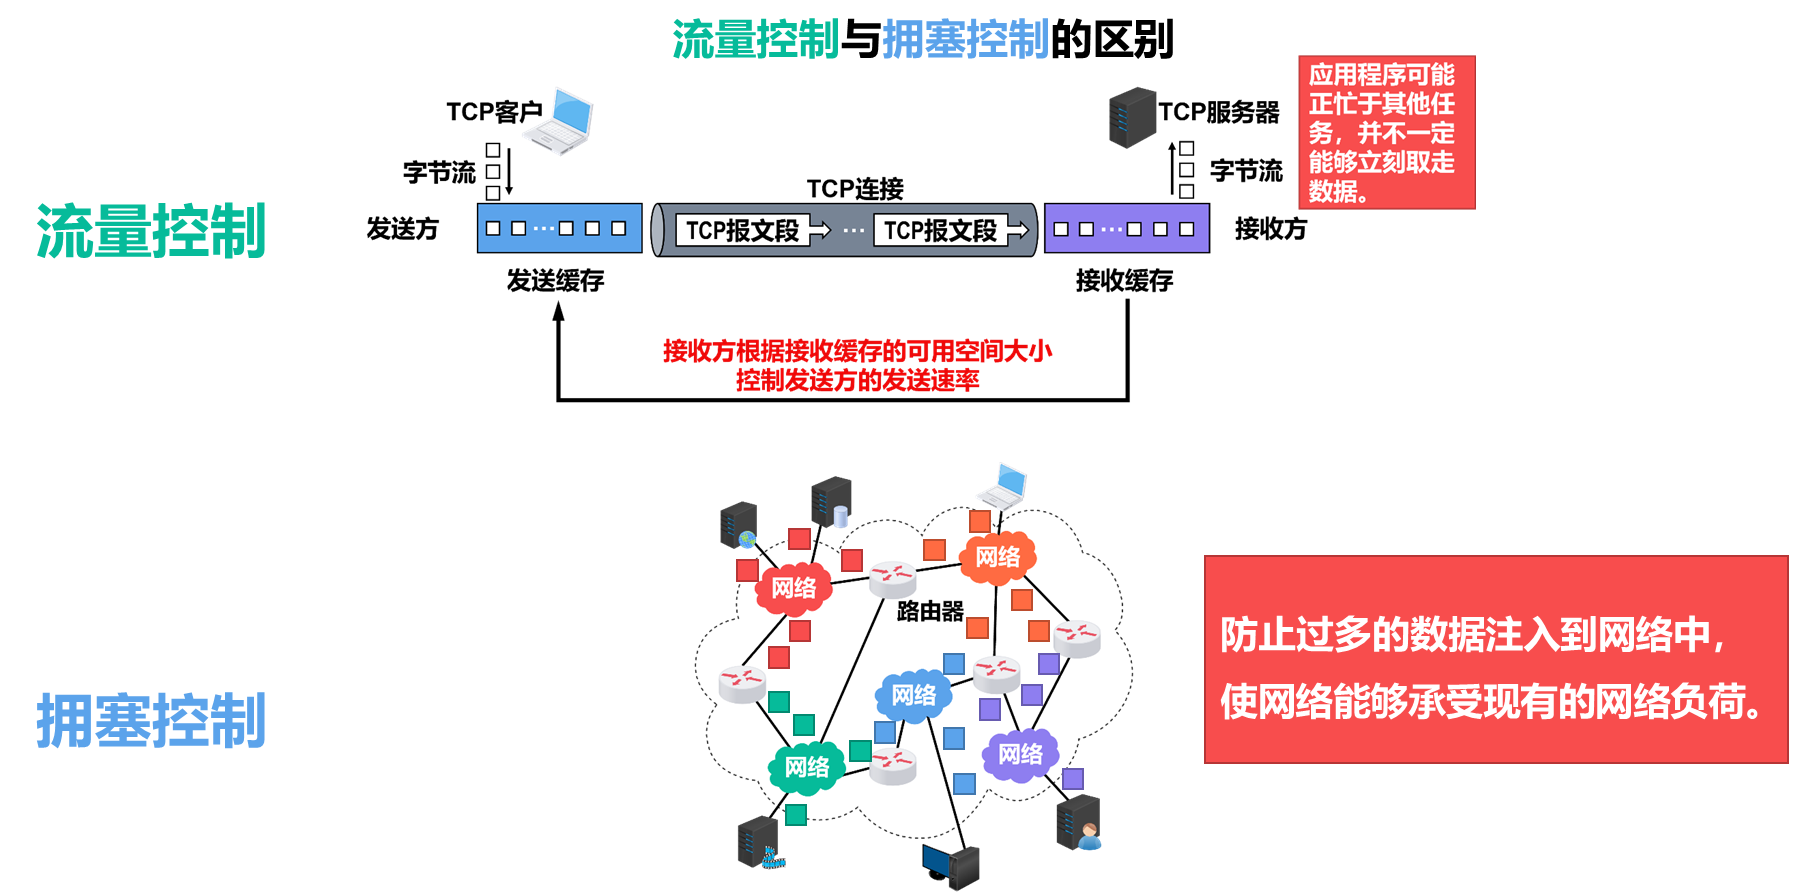 流量控制与拥塞控制的区别
TCP客户
TCP服务器
应用程序可能
正忙于其他任
务，并不一定
能够立刻取走
数据。
字节流
字节流
TCP连接
流量控制
发送方
TCP报文段
…
TCP报文段
接收方
发送缓存
接收缓存
接收方根据接收缓存的可用空间大小
控制发送方的发送速率
网络
网络
路由器
网络
网络
网络
拥塞控制
防止过多的数据注入到网络中，
使网络能够承受现有的网络负荷。